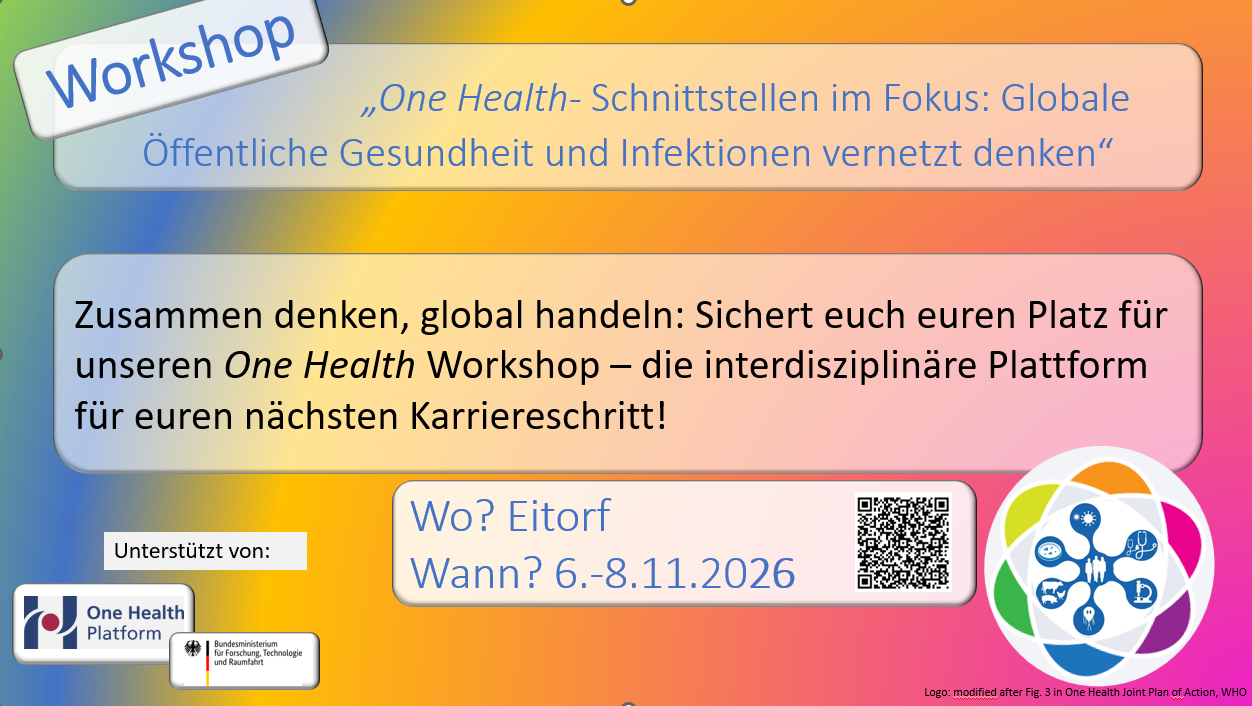 Workshop
„One Health- Schnittstellen im Fokus: Globale
Öffentliche Gesundheit und Infektionen vernetzt denken“
Zusammen denken, global handeln: Sichert euch euren Platz für
unseren One Health Workshop – die interdisziplinäre Plattform
für euren nächsten Karriereschritt!
Wo? Eitorf
Wann? 6.-8.11.2026
Unterstützt von:
One Health
Platform
Bundesministerium
für Forschung, Technologie
und Raumfahrt
Logo: modified after Fig. 3 in One Health Joint Plan of Action, WHO